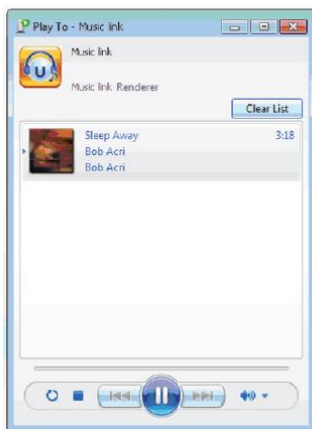 Play To - Music link
Music link
Music link Renderer
Clear List
Sleep Away 3:18
Bob Acri
Bob Acri